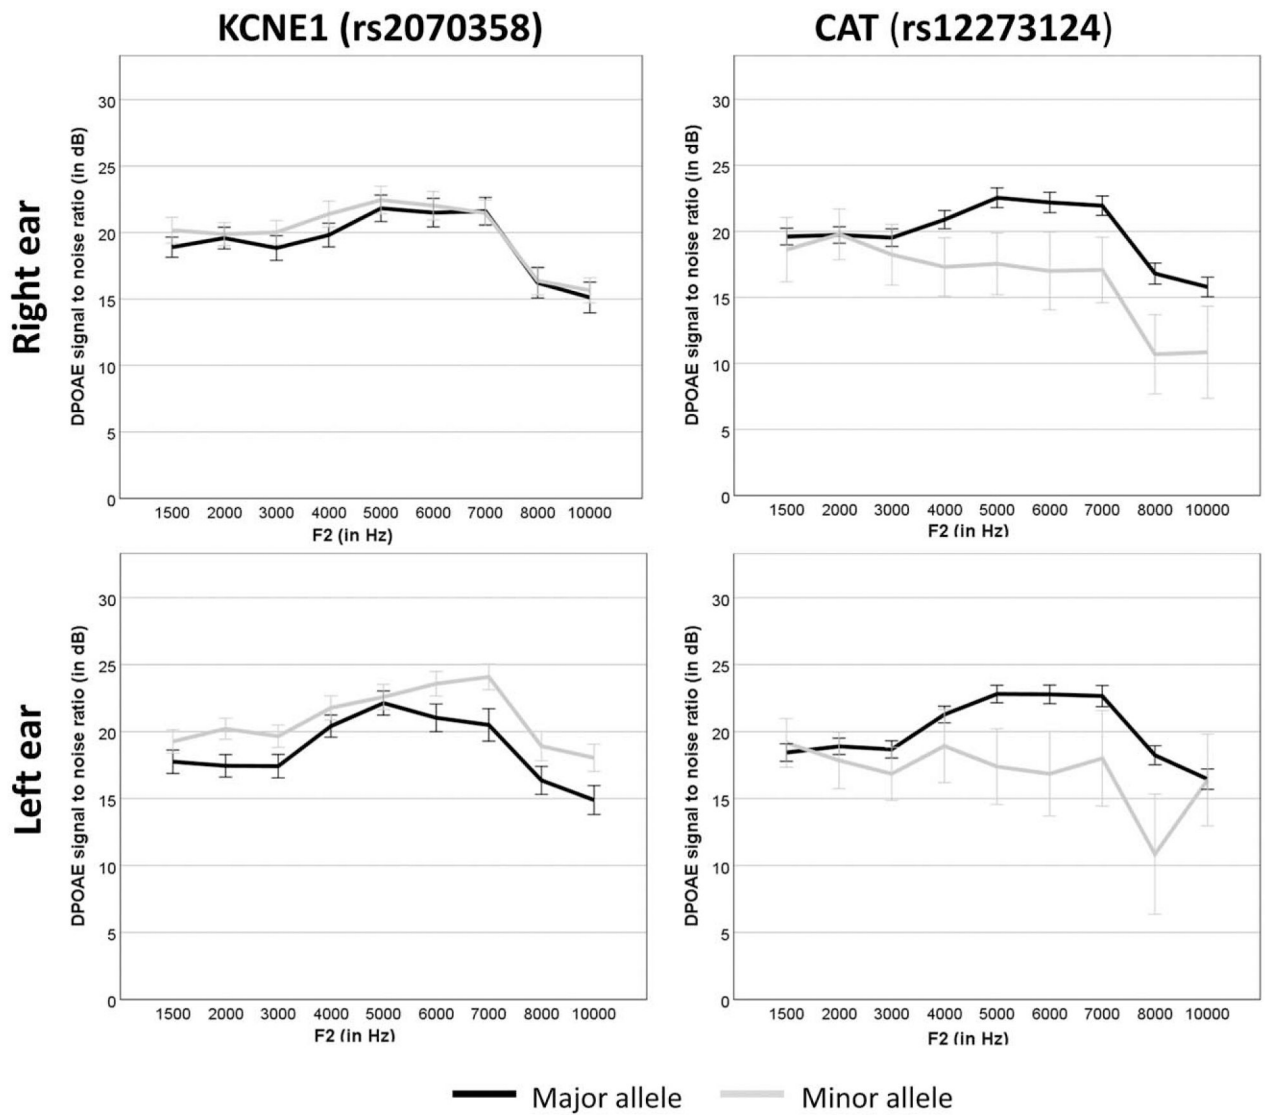 KCNE1 (rs2070358)
CAT (rs12273124)
Right ear
DPOAE signal to noise ratio (in dB)
30
25
20
15
10
5
0
1500 2000 3000 4000 5000 6000 7000 8000 10000
F2 (in Hz)
DPOAE signal to noise ratio (in dB)
30
25
20
15
10
5
0
1500 2000 3000 4000 5000 6000 7000 8000 10000
F2 (in Hz)
Left ear
DPOAE signal to noise ratio (in dB)
30
25
20
15
10
5
0
1500 2000 3000 4000 5000 6000 7000 8000 10000
F2 (in Hz)
DPOAE signal to noise ratio (in dB)
30
25
20
15
10
5
0
1500 2000 3000 4000 5000 6000 7000 8000 10000
F2 (in Hz)
Major allele
Minor allele